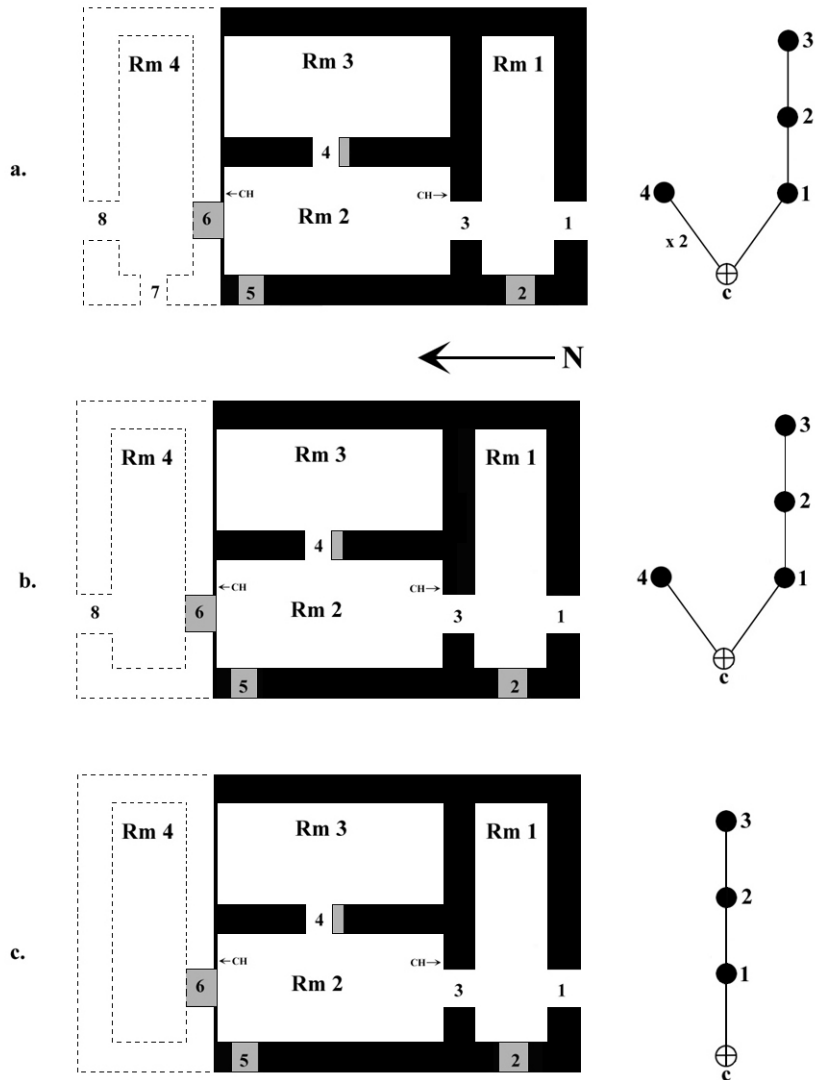 Rm 4 Rm 3 Rm 1 3
2
4
a. ←CH CH→ 4 1
8 6 Rm 2 3 1 x 2
7 5 2 c
N
Rm 4 Rm 3 Rm 1 3
2
4
b. ←CH CH→ 4 1
8 6 Rm 2 3 1
5 2 c
Rm 4 Rm 3 Rm 1 3
2
4
c. ←CH CH→ 1
6 Rm 2 3 1
5 2 c